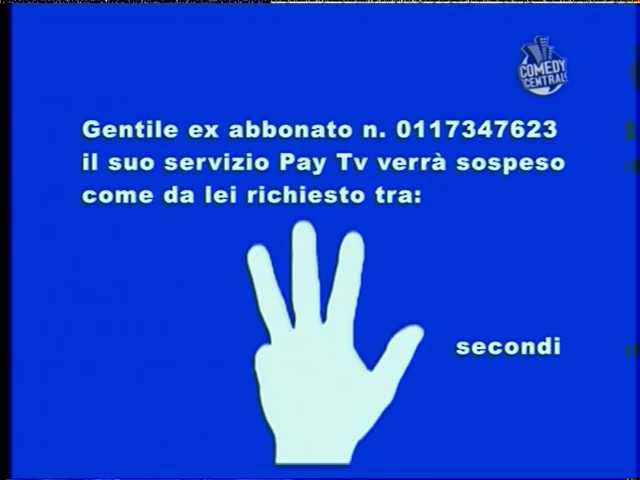 COMEDY
CENTRAL
Gentile ex abbonato n. 0117347623
il suo servizio Pay Tv verrà sospeso
come da lei richiesto tra:
secondi